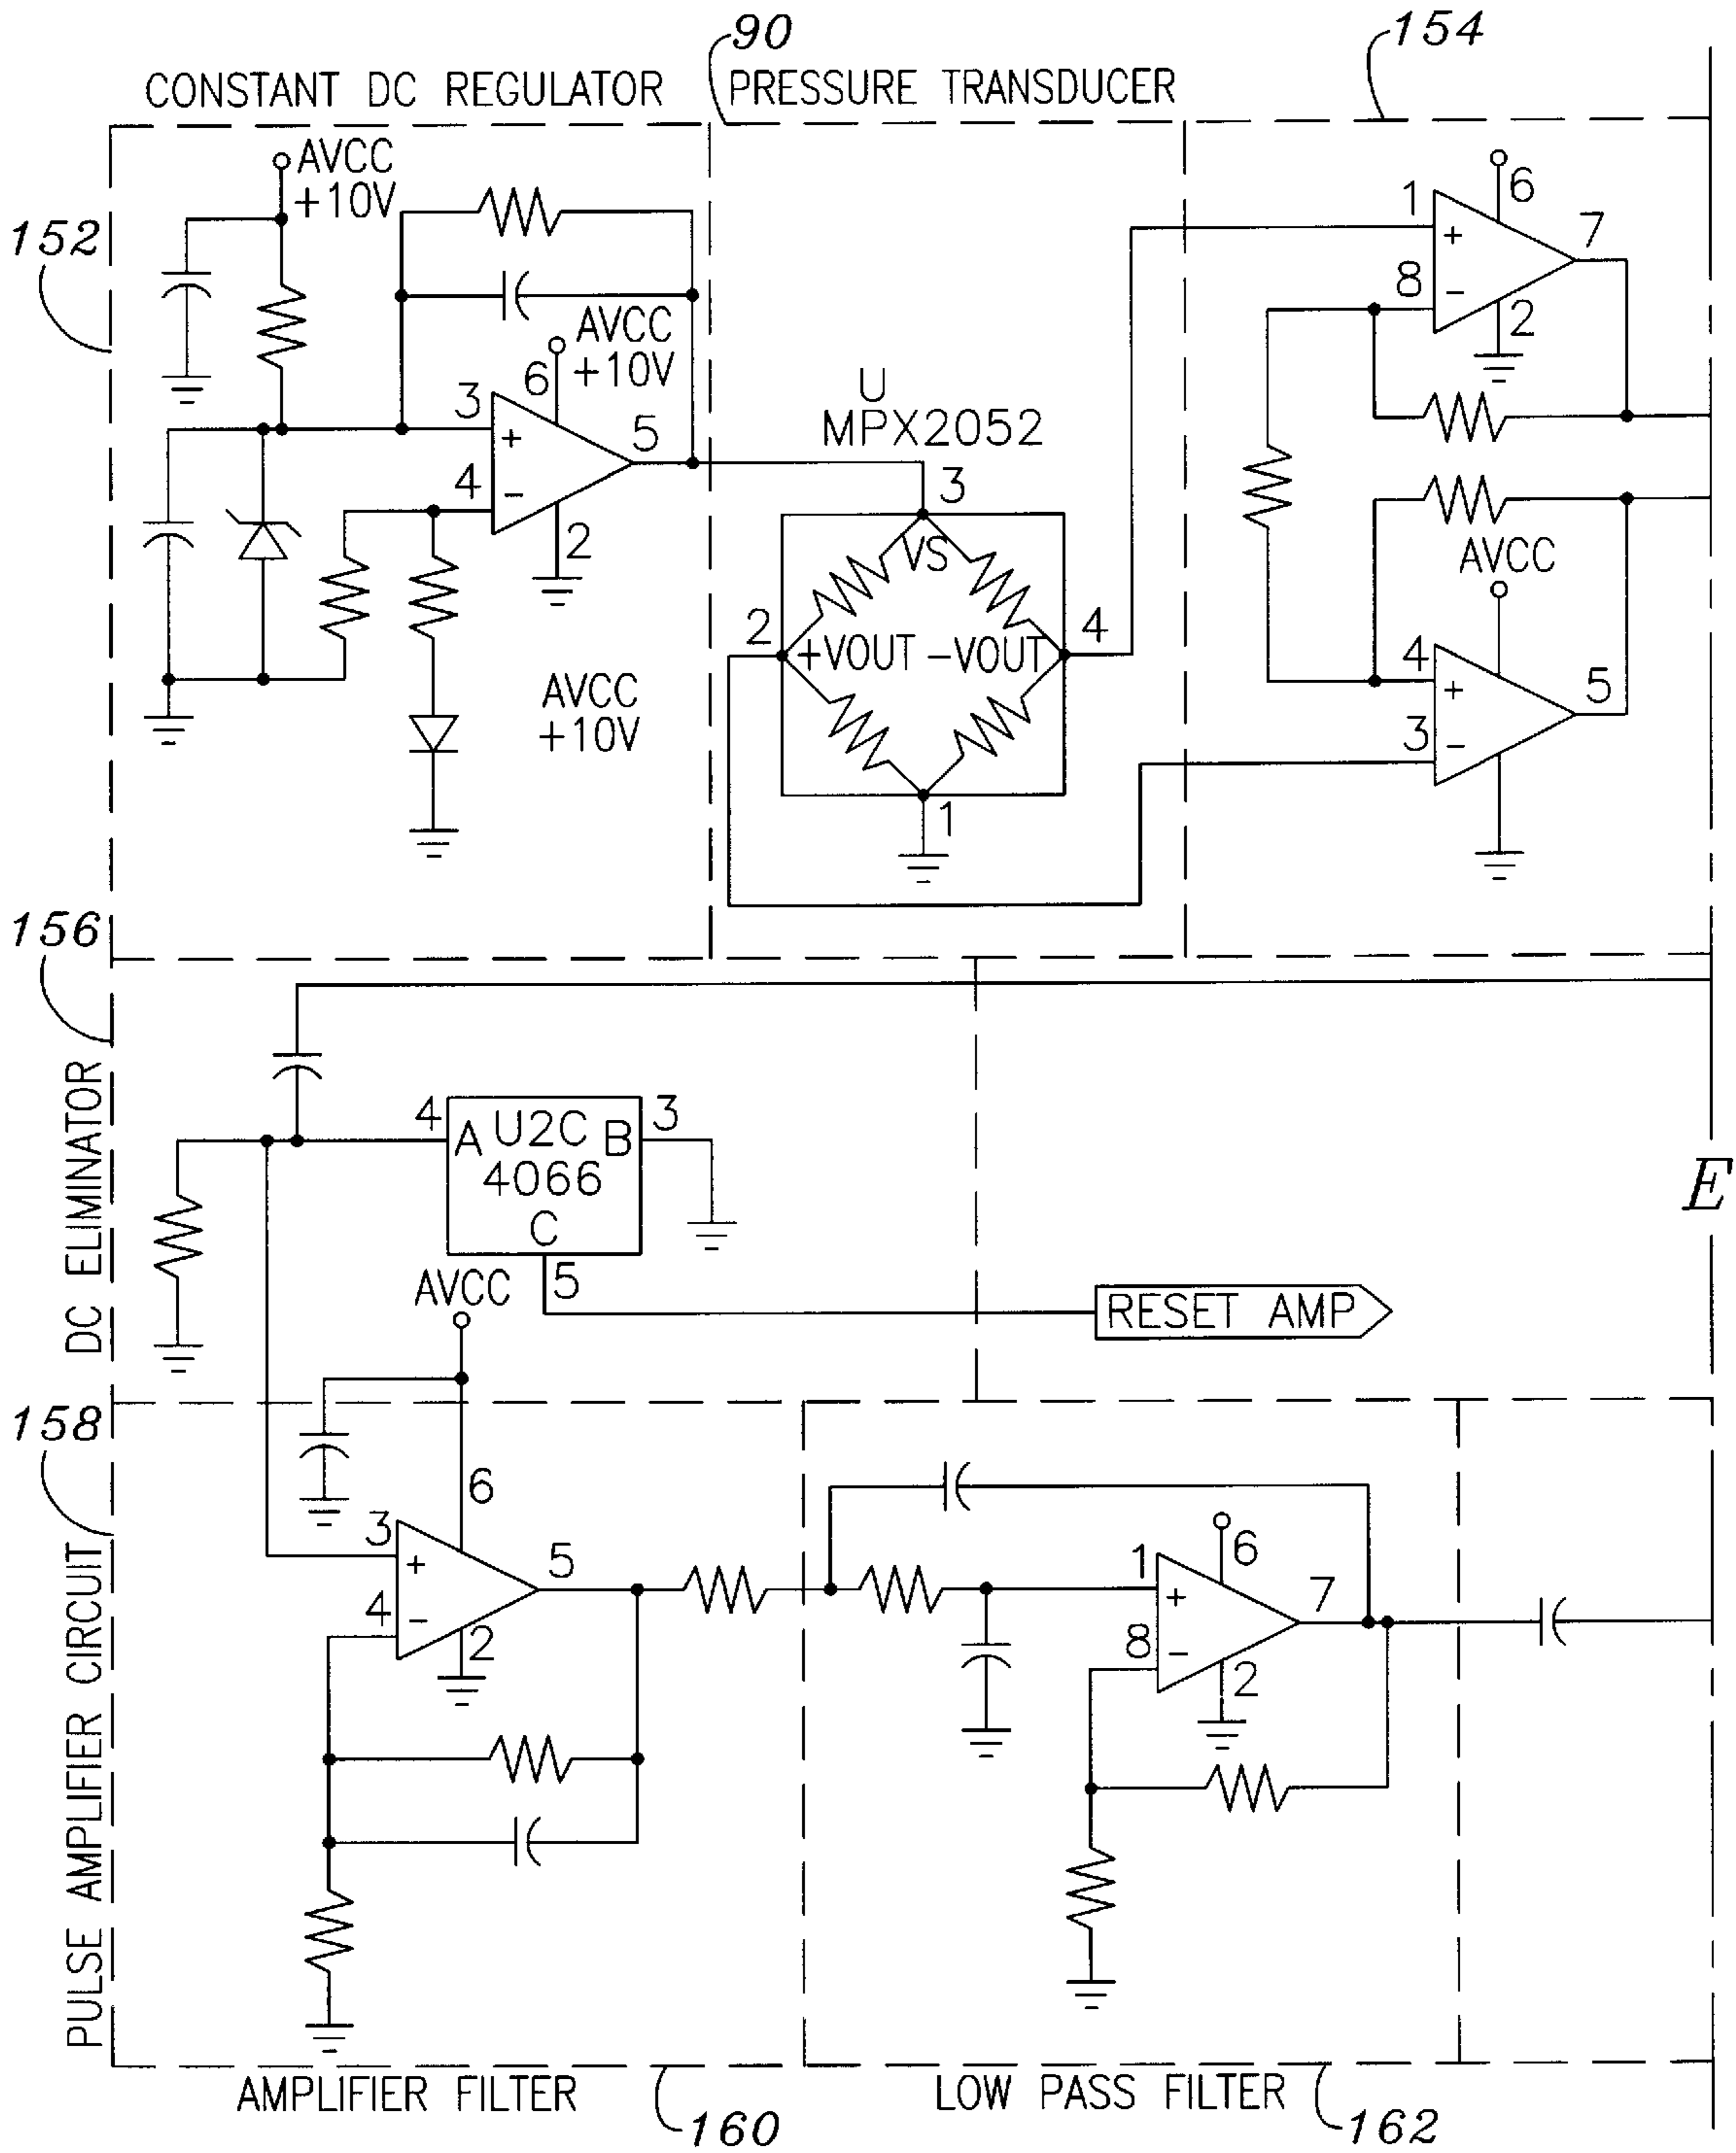 90
154
CONSTANT DC REGULATOR
PRESSURE TRANSDUCER
152
AVCC
+10V
AVCC
+10V
6
3
+
4
-
5
2
AVCC
+10V
U
MPX2052
3
VS
2
+VOUT
-VOUT
4
1
1
+
8
-
6
7
2
AVCC
4
+
3
-
5
156
DC ELIMINATOR
4
A
U2C
4066
B
3
C
5
RESET AMP
E
AVCC
158
PULSE AMPLIFIER CIRCUIT
6
3
+
4
-
5
2
1
+
8
-
6
7
2
AMPLIFIER FILTER
160
LOW PASS FILTER
162